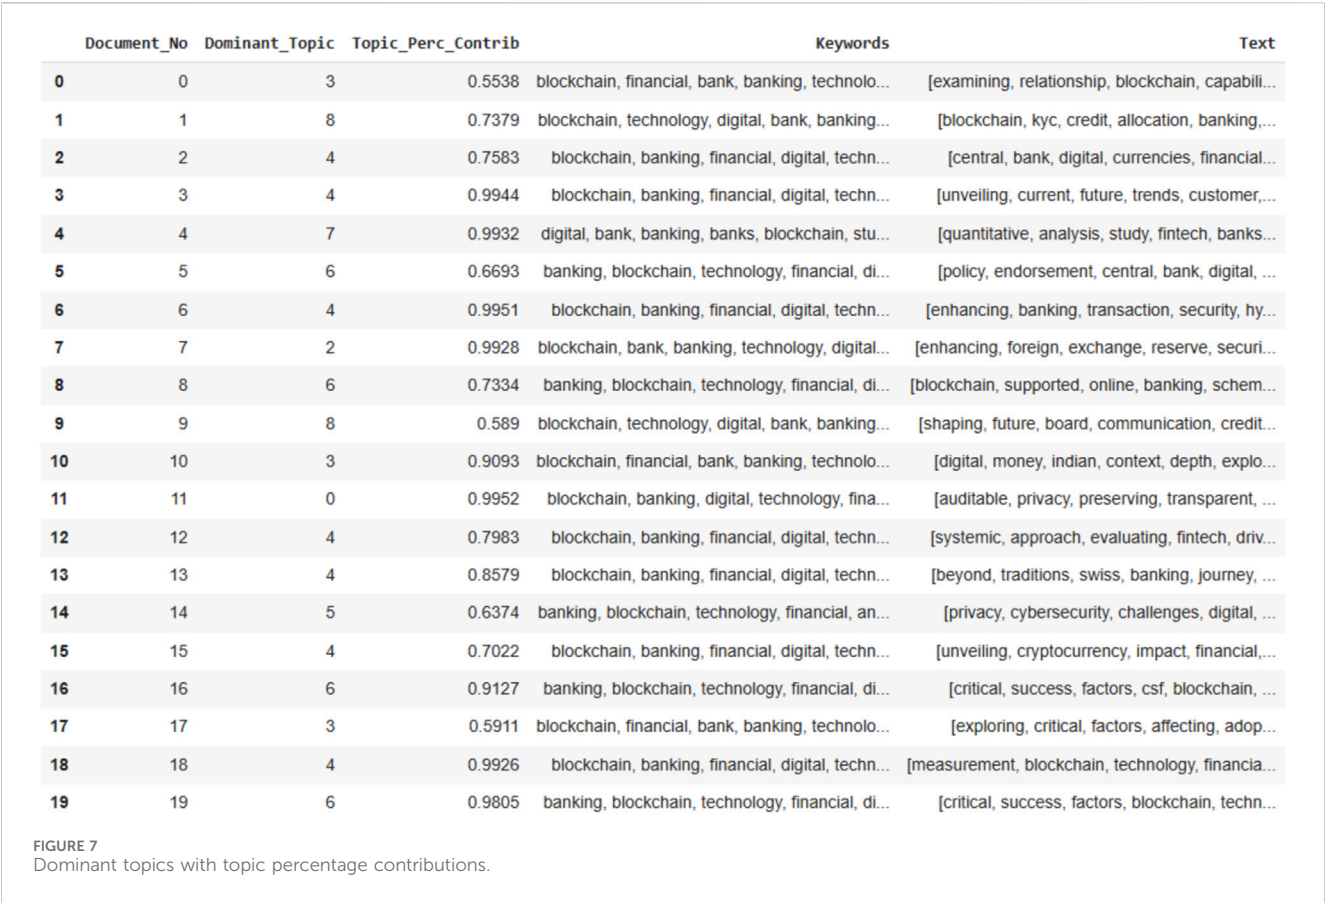 Document_No Dominant_Topic Topic_Perc_Contrib Keywords Text
0 0 3 0.5538 blockchain, financial, bank, banking, technolo... [examining, relationship, blockchain, capabili...
1 1 8 0.7379 blockchain, technology, digital, bank, banking... [blockchain, kyc, credit, allocation, banking,...
2 2 4 0.7583 blockchain, banking, financial, digital, techn... [central, bank, digital, currencies, financial...
3 3 4 0.9944 blockchain, banking, financial, digital, techn... [unveiling, current, future, trends, customer,...
4 4 7 0.9932 digital, bank, banking, banks, blockchain, stu... [quantitative, analysis, study, fintech, banks...
5 5 6 0.6693 banking, blockchain, technology, financial, di... [policy, endorsement, central, bank, digital, ...
6 6 4 0.9951 blockchain, banking, financial, digital, techn... [enhancing, banking, transaction, security, hy...
7 7 2 0.9928 blockchain, bank, banking, technology, digital... [enhancing, foreign, exchange, reserve, securi...
8 8 6 0.7334 banking, blockchain, technology, financial, di... [blockchain, supported, online, banking, schem...
9 9 8 0.589 blockchain, technology, digital, bank, banking... [shaping, future, board, communication, credit...
10 10 3 0.9093 blockchain, financial, bank, banking, technolo... [digital, money, indian, context, depth, explo...
11 11 0 0.9952 blockchain, banking, digital, technology, fina... [auditable, privacy, preserving, transparent, ...
12 12 4 0.7983 blockchain, banking, financial, digital, techn... [systemic, approach, evaluating, fintech, driv...
13 13 4 0.8579 blockchain, banking, financial, digital, techn... [beyond, traditions, swiss, banking, journey, ...
14 14 5 0.6374 banking, blockchain, technology, financial, an... [privacy, cybersecurity, challenges, digital, ...
15 15 4 0.7022 blockchain, banking, financial, digital, techn... [unveiling, cryptocurrency, impact, financial,...
16 16 6 0.9127 banking, blockchain, technology, financial, di... [critical, success, factors, csf, blockchain, ...
17 17 3 0.5911 blockchain, financial, bank, banking, technolo... [exploring, critical, factors, affecting, adop...
18 18 4 0.9926 blockchain, banking, financial, digital, techn... [measurement, blockchain, technology, financia...
19 19 6 0.9805 banking, blockchain, technology, financial, di... [critical, success, factors, blockchain, techn...
FIGURE 7
Dominant topics with topic percentage contributions.